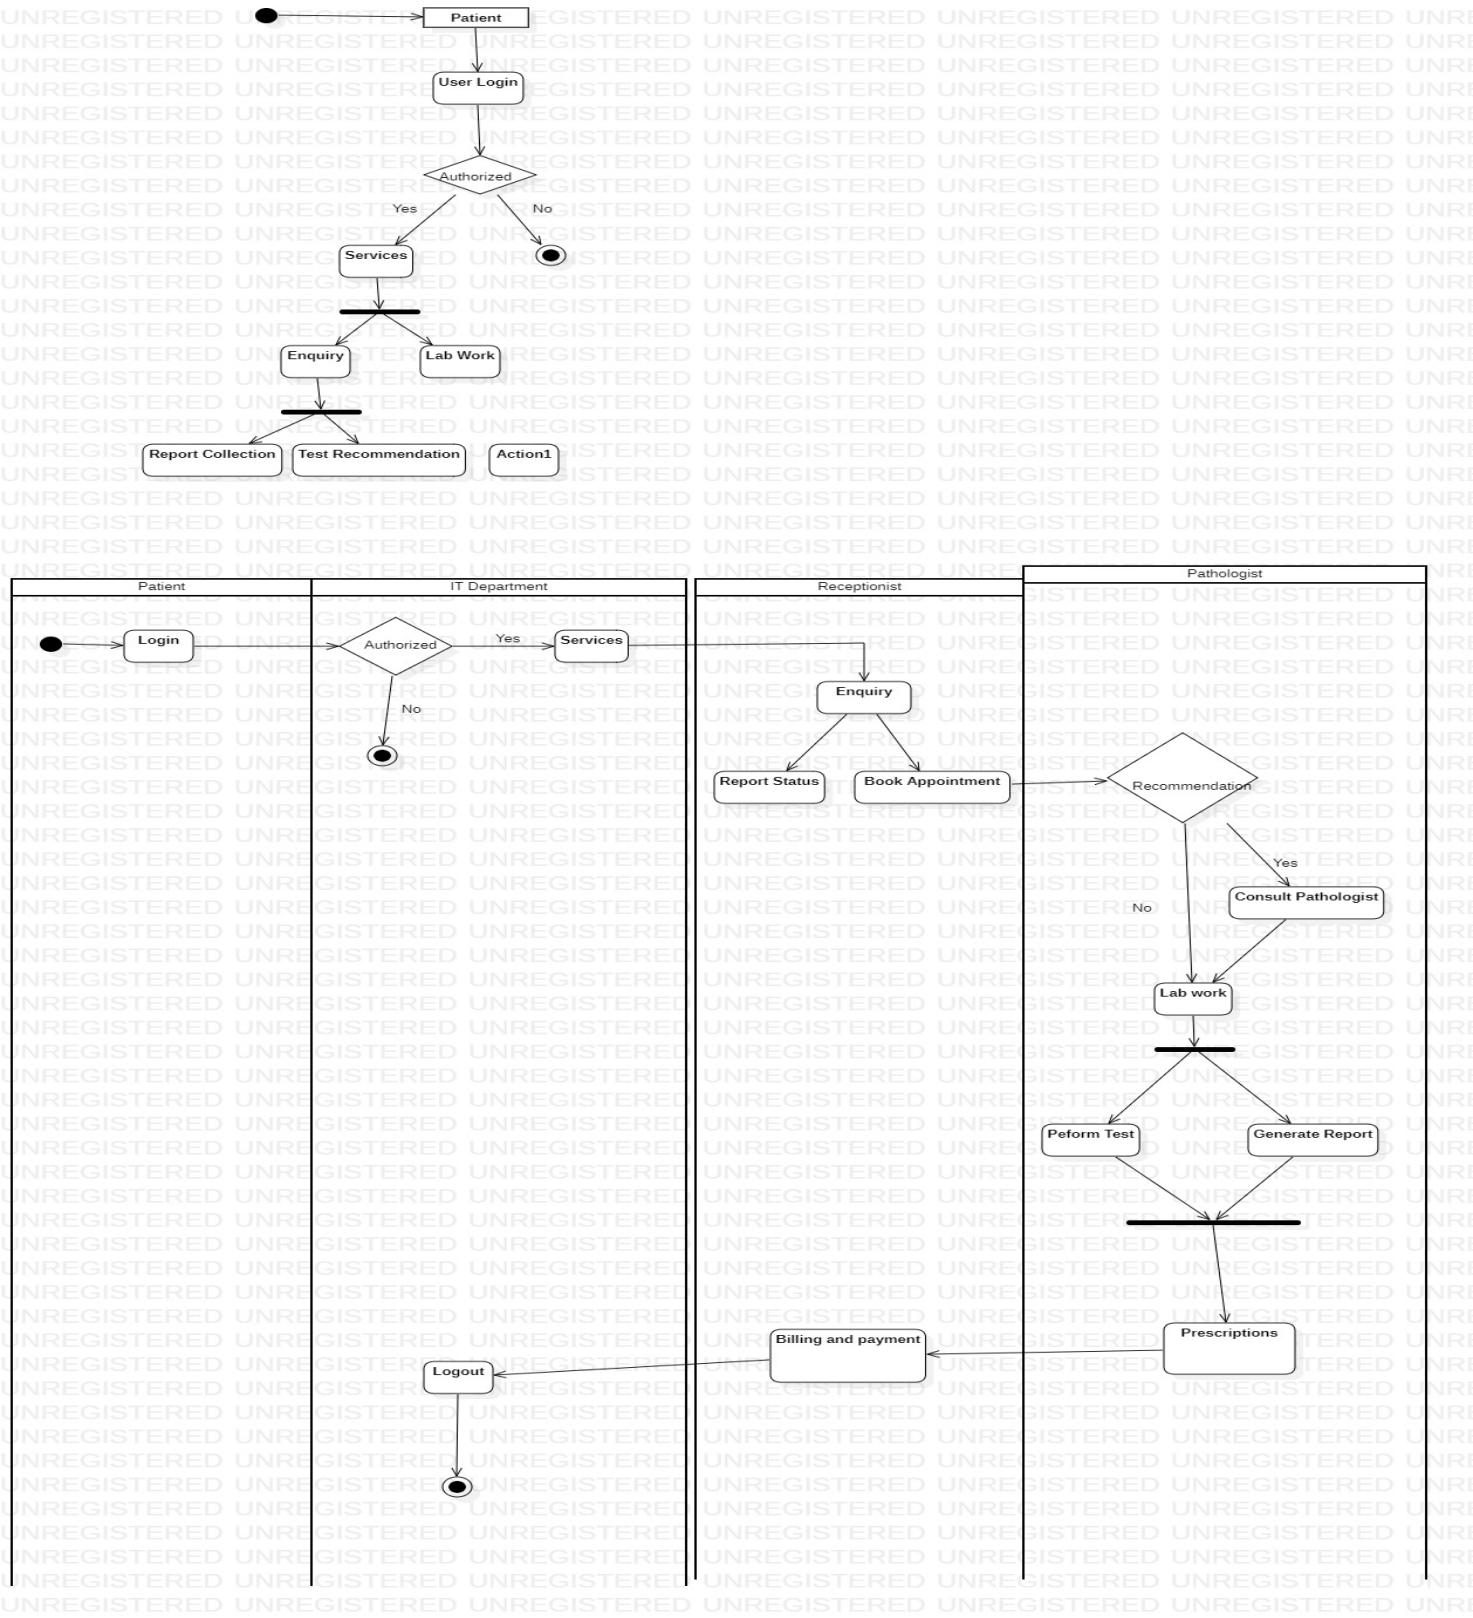 Patient
User Login
Authorized
Yes
No
Services
Enquiry
Lab Work
Report Collection
Test Recommendation
Action1
Patient
IT Department
Receptionist
Pathologist
Login
Authorized
Yes
Services
No
Enquiry
Report Status
Book Appointment
Recommendation
Yes
Consult Pathologist
No
Lab work
Peform Test
Generate Report
Prescriptions
Billing and payment
Logout
UNREGISTERED